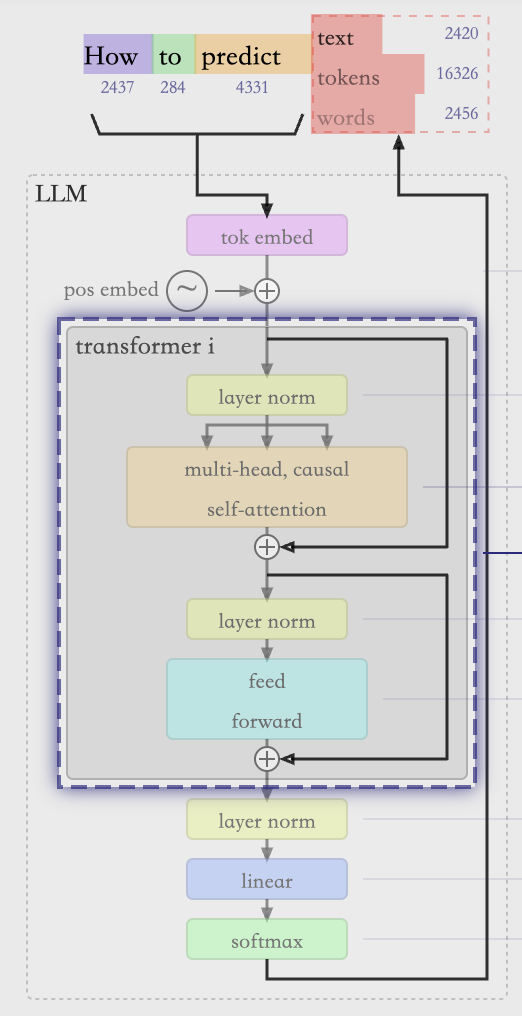 How to predict text 2420
2437 284 4331 tokens 16326
words 2456
LLM
tok embed
pos embed ~
transformer i
layer norm
multi-head, causal
self-attention
layer norm
feed
forward
layer norm
linear
softmax